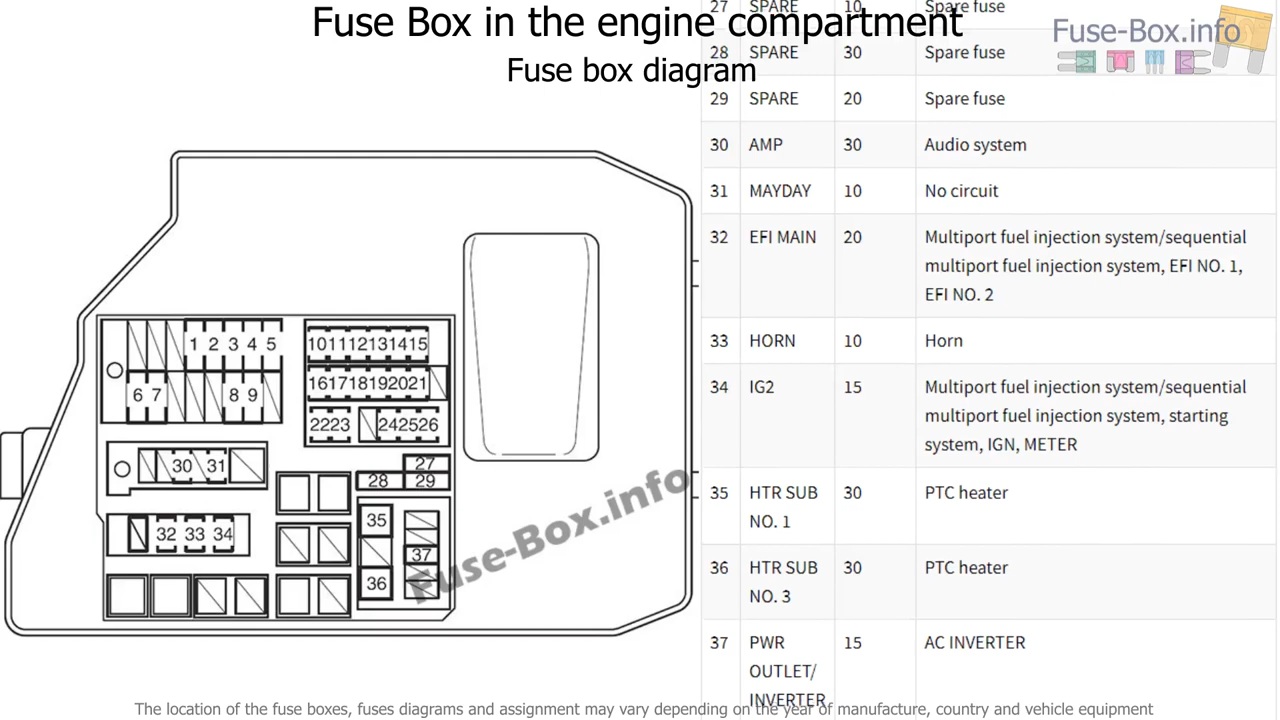 Fuse Box in the engine compartment
Fuse box diagram
Fuse-Box.info
27 SPARE 10 Spare fuse
28 SPARE 30 Spare fuse
29 SPARE 20 Spare fuse
30 AMP 30 Audio system
31 MAYDAY 10 No circuit
32 EFI MAIN 20 Multiport fuel injection system/sequential
multiport fuel injection system, EFI NO. 1,
EFI NO. 2
33 HORN 10 Horn
34 IG2 15 Multiport fuel injection system/sequential
multiport fuel injection system, starting
system, IGN, METER
35 HTR SUB 30 PTC heater
NO. 1
36 HTR SUB 30 PTC heater
NO. 3
37 PWR 15 AC INVERTER
OUTLET/
INVERTER
1 2 3 4 5
10 11 12 13 14 15
6 7 8 9
16 17 18 19 20 21
22 23 24 25 26
30 31
27
28 29
32 33 34
35
37
36
Fuse-Box.info
The location of the fuse boxes, fuses diagrams and assignment may vary depending on the year of manufacture, country and vehicle equipment